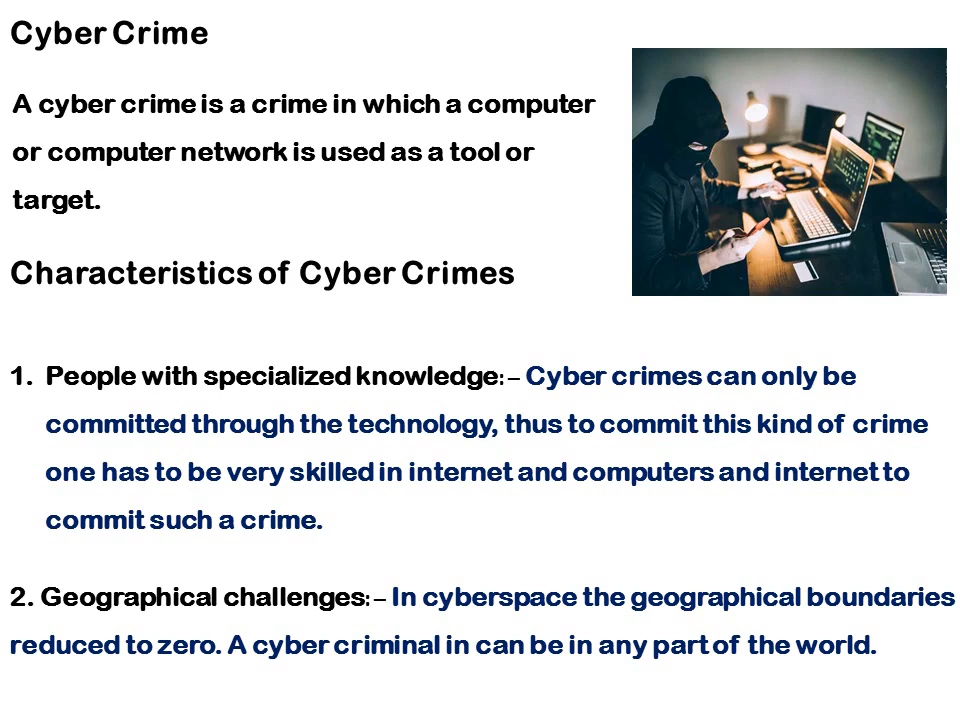 Cyber Crime
A cyber crime is a crime in which a computer
or computer network is used as a tool or
target.
Characteristics of Cyber Crimes
1. People with specialized knowledge: – Cyber crimes can only be
committed through the technology, thus to commit this kind of crime
one has to be very skilled in internet and computers and internet to
commit such a crime.
2. Geographical challenges: – In cyberspace the geographical boundaries
reduced to zero. A cyber criminal in can be in any part of the world.